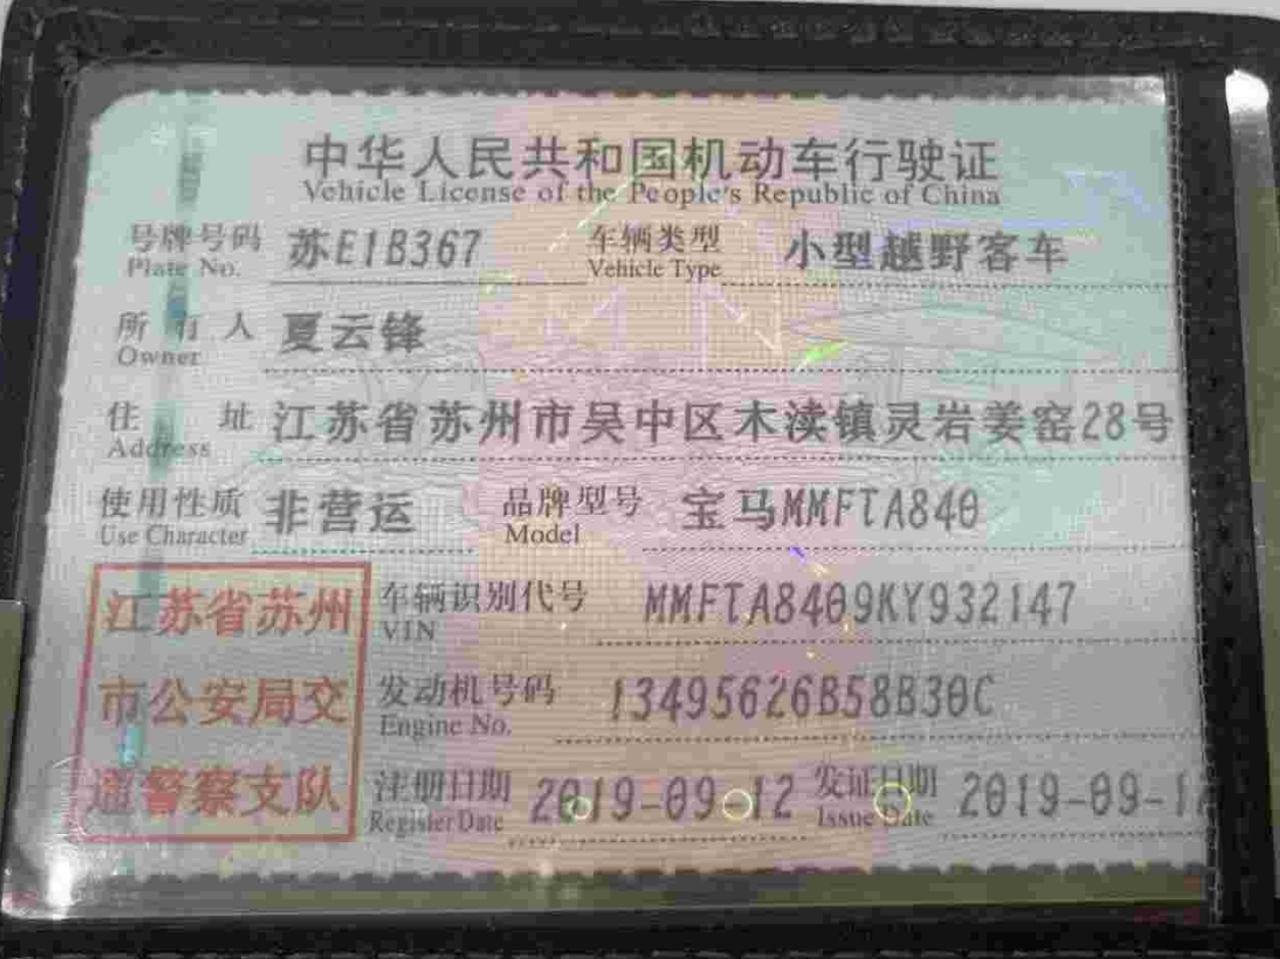 中华人民共和国机动车行驶证
Vehicle License of the People's Republic of China
号牌号码 苏E1B367 车辆类型 小型越野客车
Plate No. Vehicle Type
所有人 夏云锋
Owner
住址 江苏省苏州市吴中区木渎镇灵岩姜窑28号
Address
使用性质 非营运 品牌型号 宝马MMFTA840
Use Character Model
江苏省苏州 车辆识别代号 MMFTA8409KY932147
VIN
市公安局交 发动机号码 13495626B58B30C
Engine No.
通警察支队 注册日期 2019-09-12 发证日期 2019-09-1
Register Date Issue Date